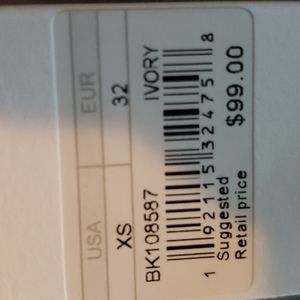 USA EUR
XS 32
BK108587 IVORY
1 92115 32475 8
Suggested
Retail price $99.00